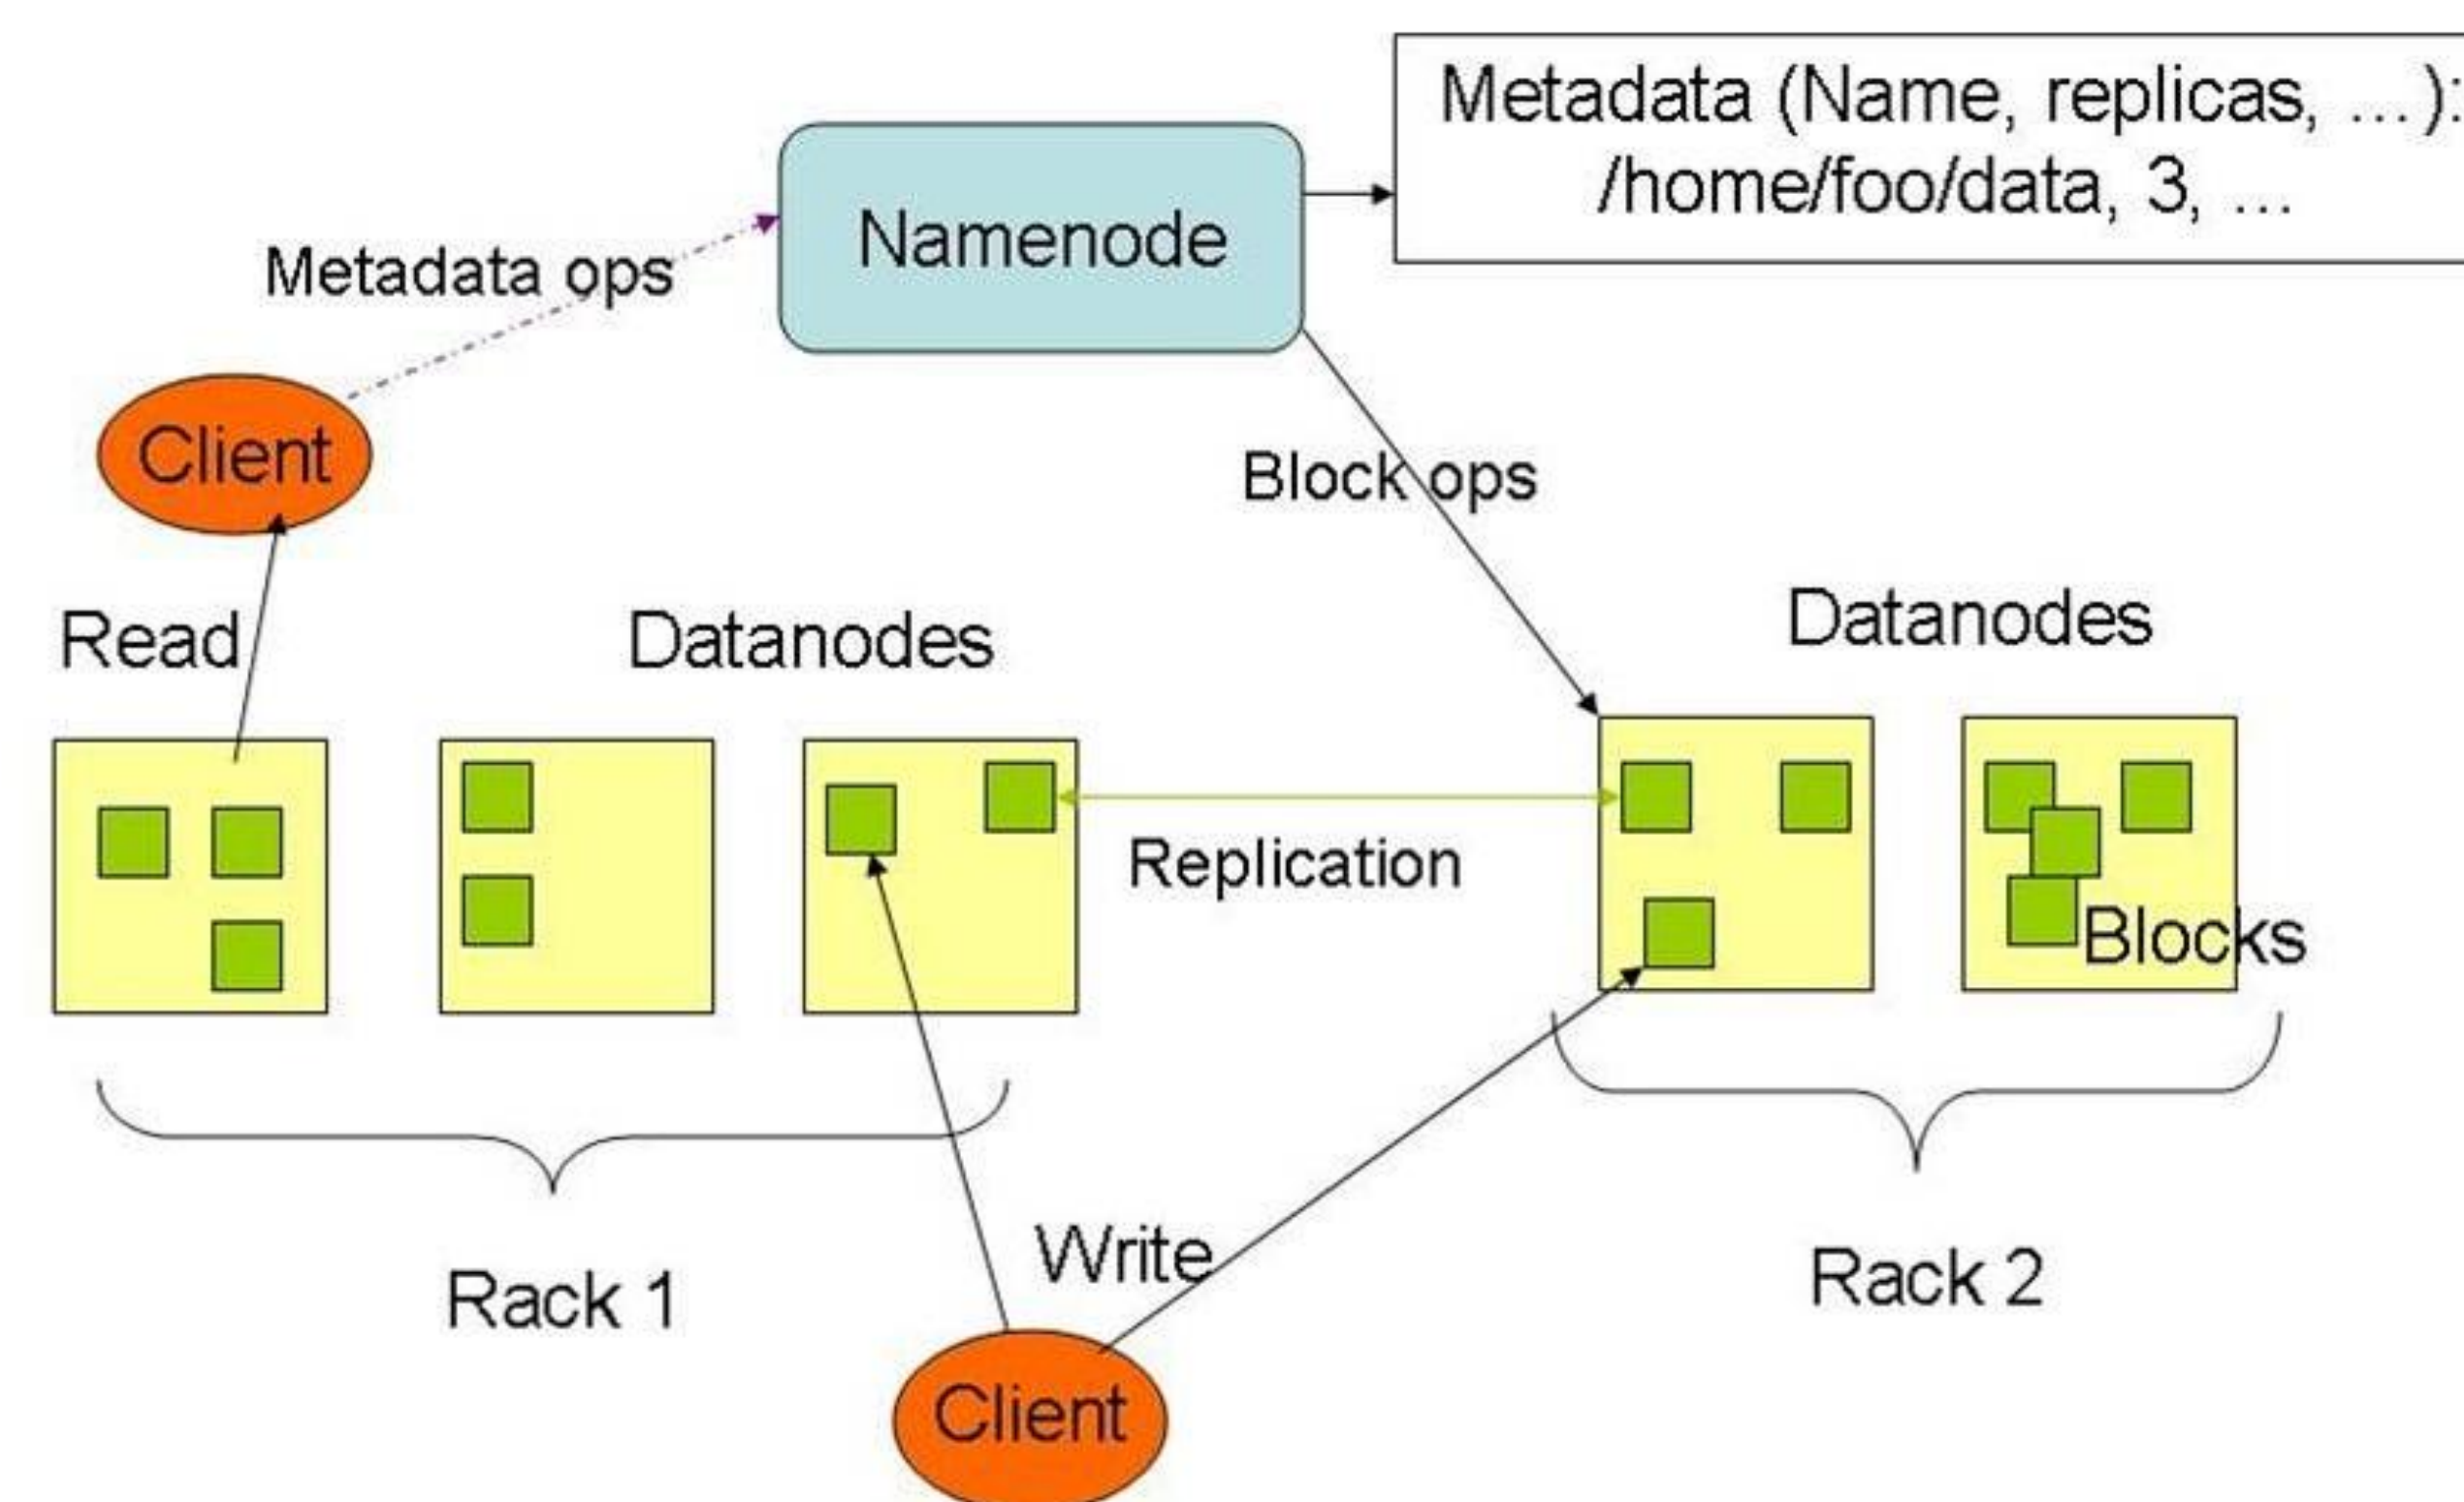 Metadata (Name, replicas, …):
/home/foo/data, 3, …
Namenode
Metadata ops
Client
Block ops
Read
Datanodes
Datanodes
Replication
Blocks
Rack 1
Write
Rack 2
Client